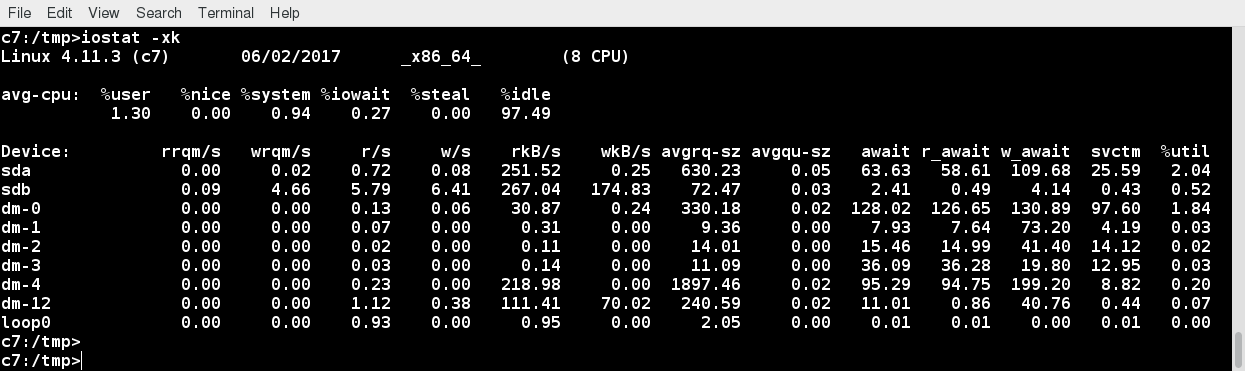 File Edit View Search Terminal Help
c7:/tmp>iostat -xk
Linux 4.11.3 (c7) 06/02/2017 _x86_64_ (8 CPU)
avg-cpu: %user %nice %system %iowait %steal %idle
1.30 0.00 0.94 0.27 0.00 97.49
Device: rrqm/s wrqm/s r/s w/s rkB/s wkB/s avgrq-sz avgqu-sz await r_await w_await svctm %util
sda 0.00 0.02 0.72 0.08 251.52 0.25 630.23 0.05 63.63 58.61 109.68 25.59 2.04
sdb 0.09 4.66 5.79 6.41 267.04 174.83 72.47 0.03 2.41 0.49 4.14 0.43 0.52
dm-0 0.00 0.00 0.13 0.06 30.87 0.24 330.18 0.02 128.02 126.65 130.89 97.60 1.84
dm-1 0.00 0.00 0.07 0.00 0.31 0.00 9.36 0.00 7.93 7.64 73.20 4.19 0.03
dm-2 0.00 0.00 0.02 0.00 0.11 0.00 14.01 0.00 15.46 14.99 41.40 14.12 0.02
dm-3 0.00 0.00 0.03 0.00 0.14 0.00 11.09 0.00 36.09 36.28 19.80 12.95 0.03
dm-4 0.00 0.00 0.23 0.00 218.98 0.00 1897.46 0.02 95.29 94.75 199.20 8.82 0.20
dm-12 0.00 0.00 1.12 0.38 111.41 70.02 240.59 0.02 11.01 0.86 40.76 0.44 0.07
loop0 0.00 0.00 0.93 0.00 0.95 0.00 2.05 0.00 0.01 0.01 0.00 0.01 0.00
c7:/tmp>
c7:/tmp>